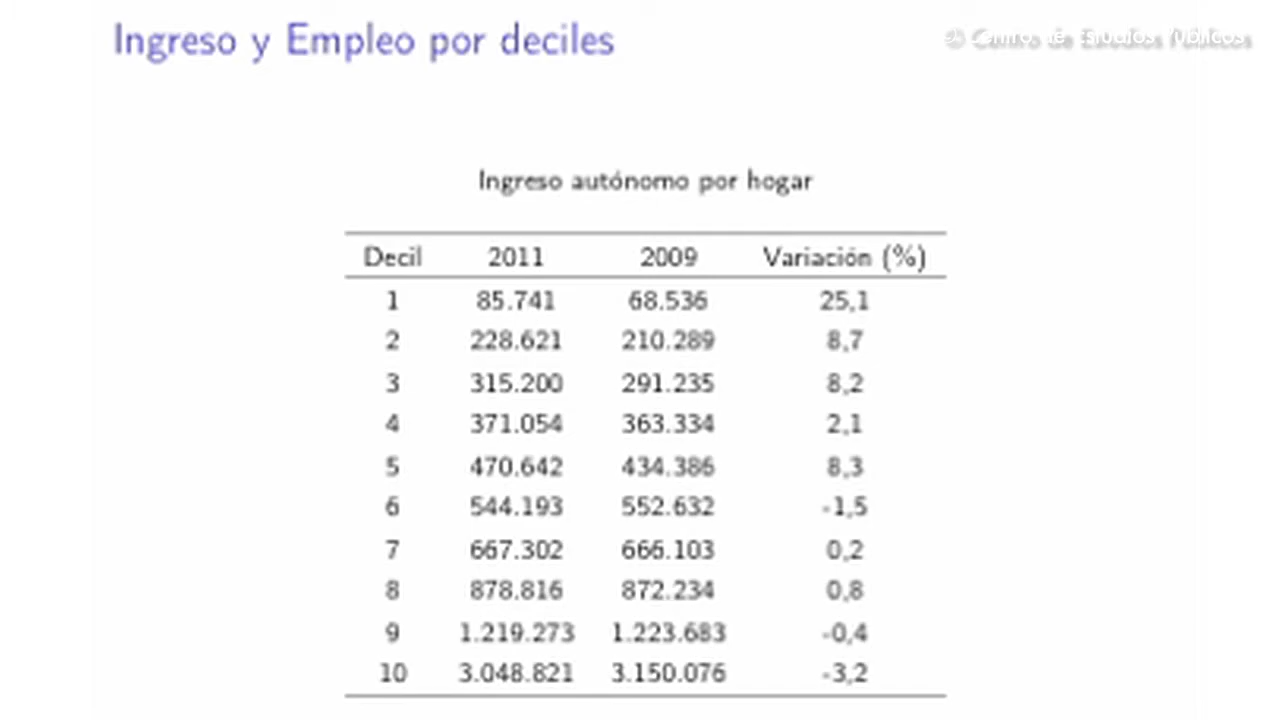 Ingreso y Empleo por deciles
© Centro de Estudios Públicos
Ingreso autónomo por hogar
Decil 2011 2009 Variación (%)
1 85.741 68.536 25,1
2 228.621 210.289 8,7
3 315.200 291.235 8,2
4 371.054 363.334 2,1
5 470.642 434.386 8,3
6 544.193 552.632 -1,5
7 667.302 666.103 0,2
8 878.816 872.234 0,8
9 1.219.273 1.223.683 -0,4
10 3.048.821 3.150.076 -3,2